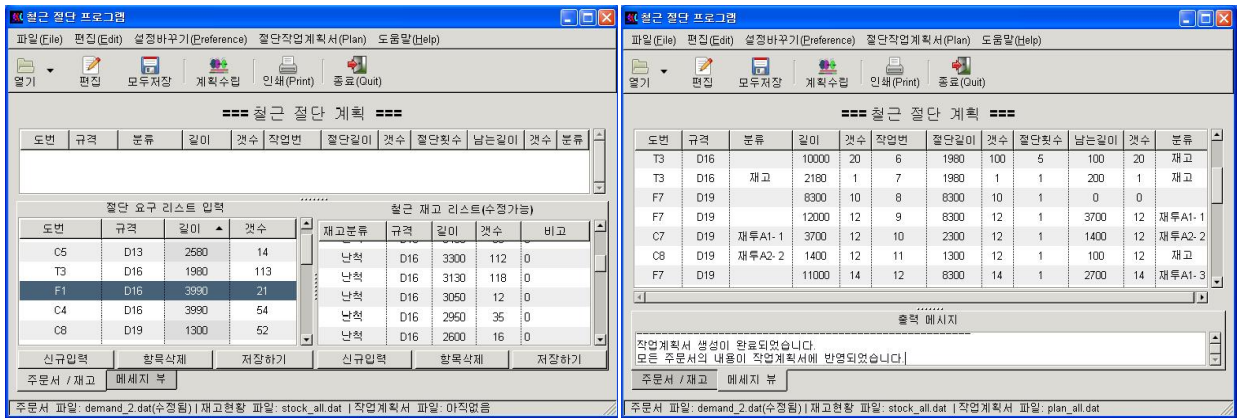 철근 절단 프로그램
파일(File) 편집(Edit) 설정바꾸기(Preference) 절단작업계획서(Plan) 도움말(Help)
열기 편집 모두저장 계획수립 인쇄(Print) 종료(Quit)
=== 철근 절단 계획 ===
도번 규격 분류 길이 갯수 작업번 절단길이 갯수 절단횟수 남는길이 갯수 분류
절단 요구 리스트 입력
도번 규격 길이 갯수
C5 D13 2580 14
T3 D16 1980 113
F1 D16 3990 21
C4 D16 3990 54
C8 D19 1300 52
신규입력 항목삭제 저장하기
철근 재고 리스트(수정가능)
재고분류 규격 길이 갯수 비고
난척 D16 3300 112 0
난척 D16 3130 118 0
난척 D16 3050 12 0
난척 D16 2950 35 0
난척 D16 2600 16 0
신규입력 항목삭제 저장하기
주문서 /재고 메세지 뷰
주문서 파일: demand_2.dat(수정됨) | 재고현황 파일: stock_all.dat | 작업계획서 파일: 아직없음
철근 절단 프로그램
파일(File) 편집(Edit) 설정바꾸기(Preference) 절단작업계획서(Plan) 도움말(Help)
열기 편집 모두저장 계획수립 인쇄(Print) 종료(Quit)
=== 철근 절단 계획 ===
도번 규격 분류 길이 갯수 작업번 절단길이 갯수 절단횟수 남는길이 갯수 분류
T3 D16 10000 20 6 1980 100 5 100 20 재고
T3 D16 재고 2180 1 7 1980 1 1 200 1 재고
F7 D19 8300 10 8 8300 10 1 0 0
F7 D19 12000 12 9 8300 12 1 3700 12 재투A1-1
C7 D19 재투A1-1 3700 12 10 2300 12 1 1400 12 재투A2-2
C8 D19 재투A2-2 1400 12 11 1300 12 1 100 12 재고
F7 D19 11000 14 12 8300 14 1 2700 14 재투A1-3
출력 메시지
작업계획서 생성이 완료되었습니다.
모든 주문서의 내용이 작업계획서에 반영되었습니다.
주문서 /재고 메세지 뷰
주문서 파일: demand_2.dat(수정됨) | 재고현황 파일: stock_all.dat | 작업계획서 파일: plan_all.dat